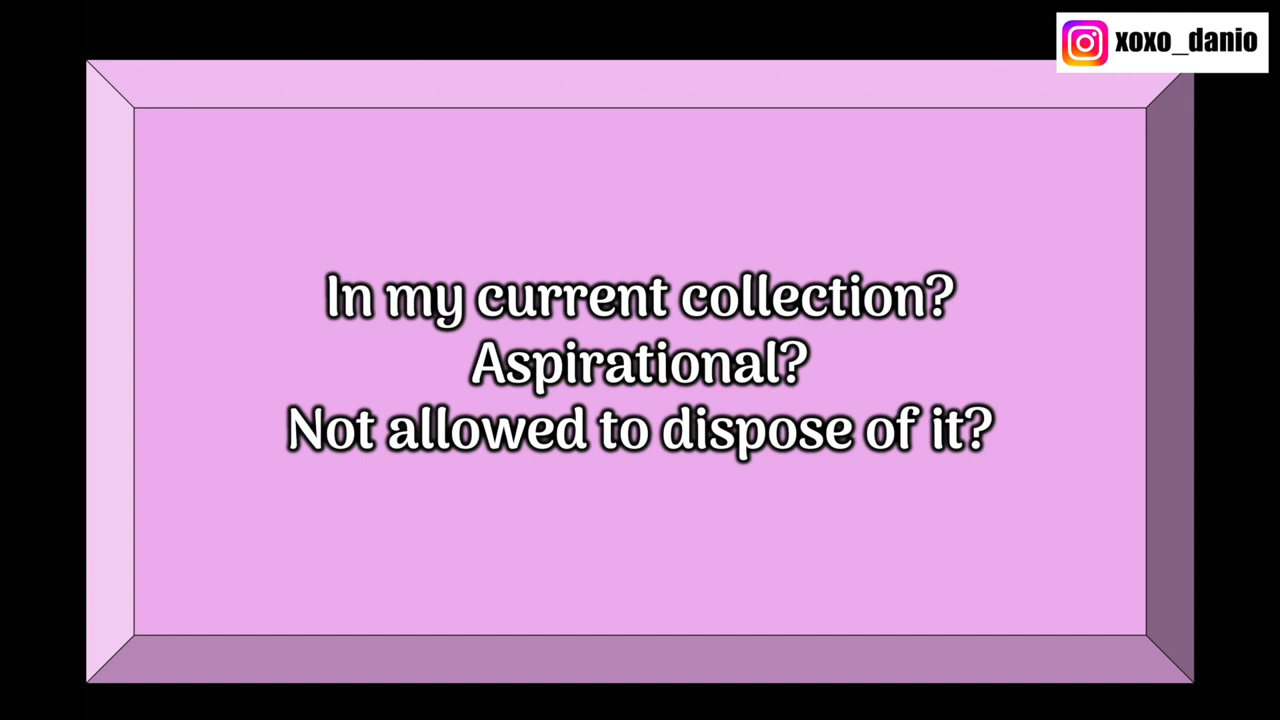 xoxo_danio
In my current collection?
Aspirational?
Not allowed to dispose of it?